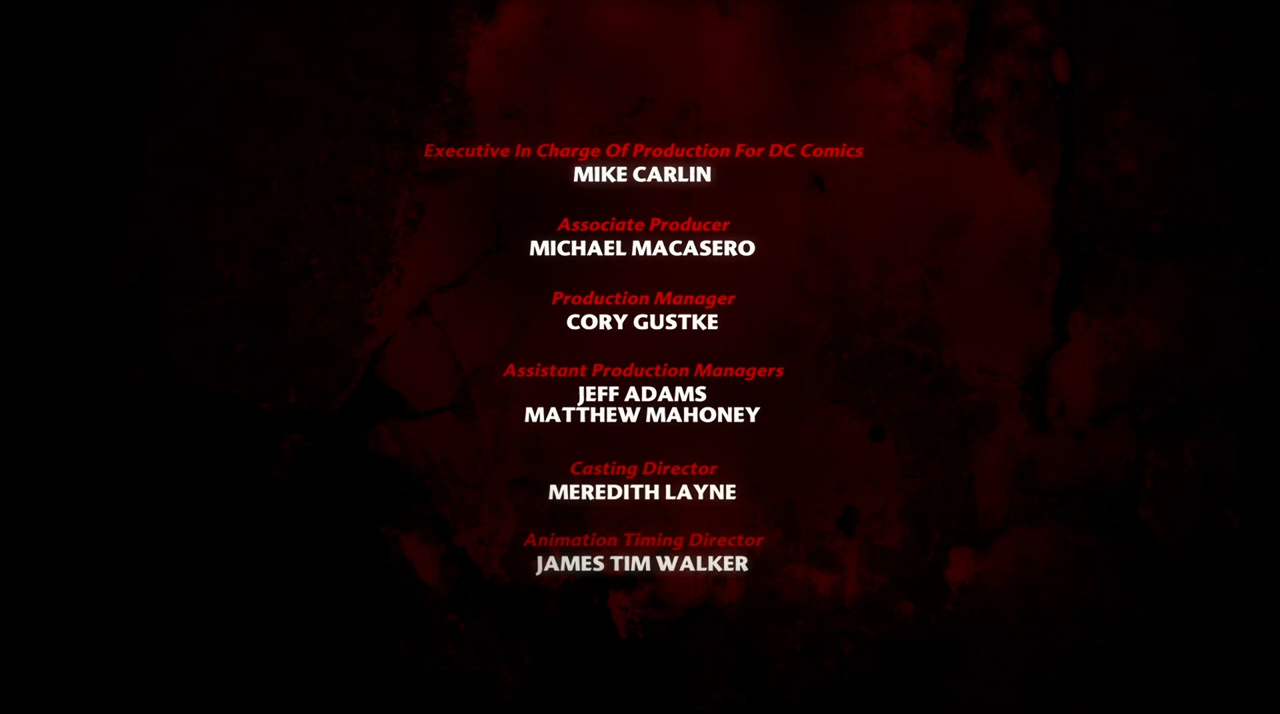 Executive In Charge Of Production For DC Comics
MIKE CARLIN
Associate Producer
MICHAEL MACASERO
Production Manager
CORY GUSTKE
Assistant Production Managers
JEFF ADAMS
MATTHEW MAHONEY
Casting Director
MEREDITH LAYNE
Animation Timing Director
JAMES TIM WALKER